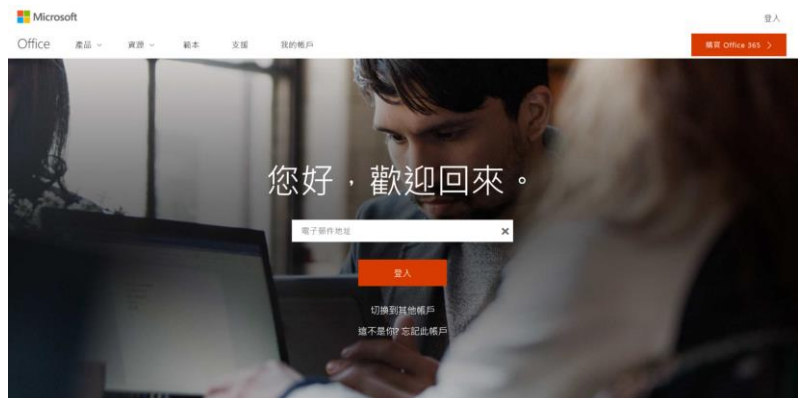 Microsoft
登入
Office 產品 資源 範本 支援 我的帳戶 購買 Office 365
您好，歡迎回來。
電子郵件地址
登入
切換到其他帳戶
這不是你? 忘記此帳戶